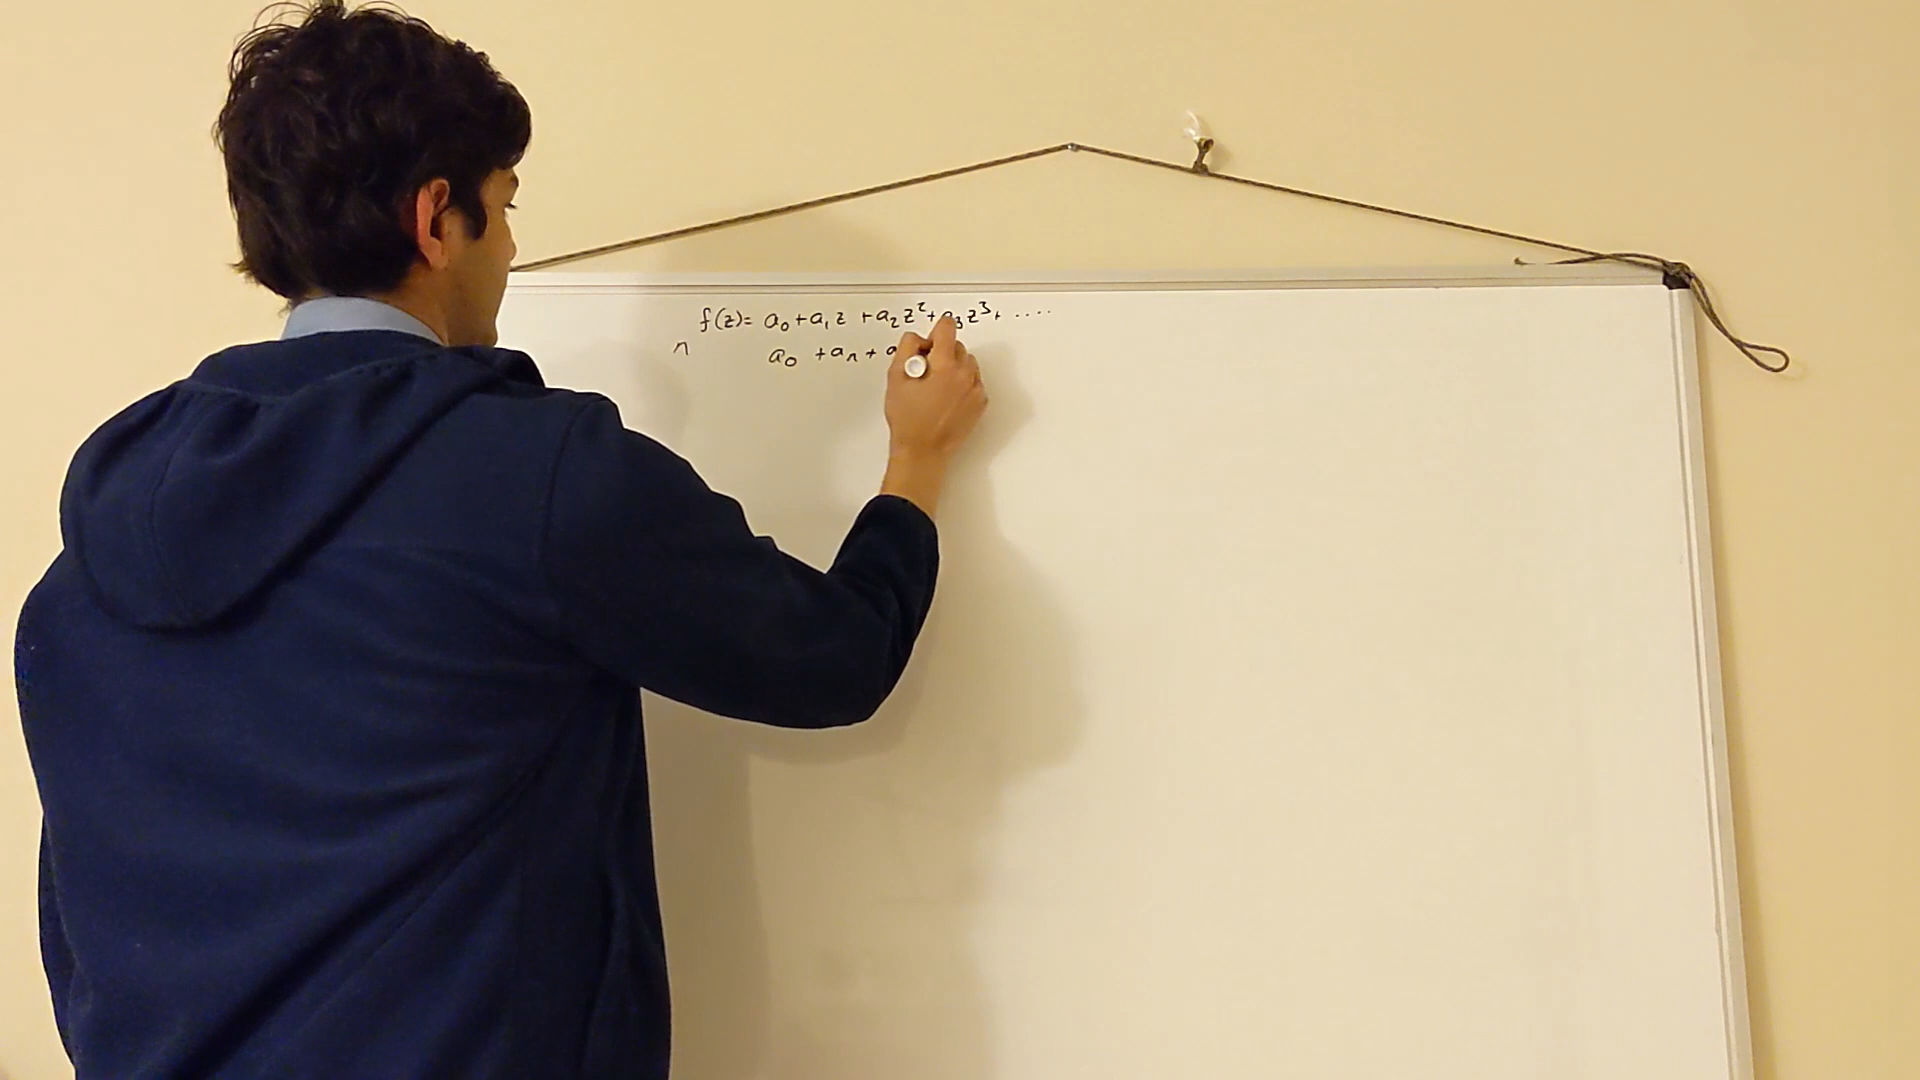 f(z)= a₀+a₁z +a₂z²+a₃z³+ ....
n a₀ +aₙ + a